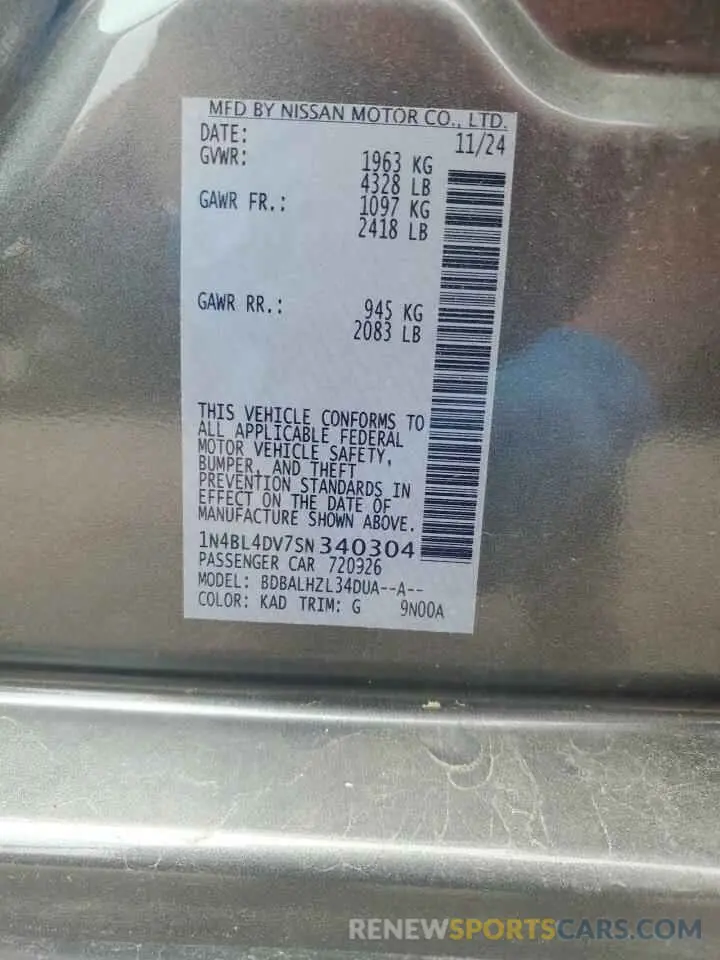 MFD BY NISSAN MOTOR CO., LTD.
DATE: 11/24
GVWR: 1963 KG
4328 LB
GAWR FR.: 1097 KG
2418 LB
GAWR RR.: 945 KG
2083 LB
THIS VEHICLE CONFORMS TO
ALL APPLICABLE FEDERAL
MOTOR VEHICLE SAFETY,
BUMPER, AND THEFT
PREVENTION STANDARDS IN
EFFECT ON THE DATE OF
MANUFACTURE SHOWN ABOVE.
1N4BL4DV7SN340304
PASSENGER CAR 720926
MODEL: BDBALHZL34DUA--A--
COLOR: KAD TRIM: G 9N00A
RENEWSPORTSCARS.COM